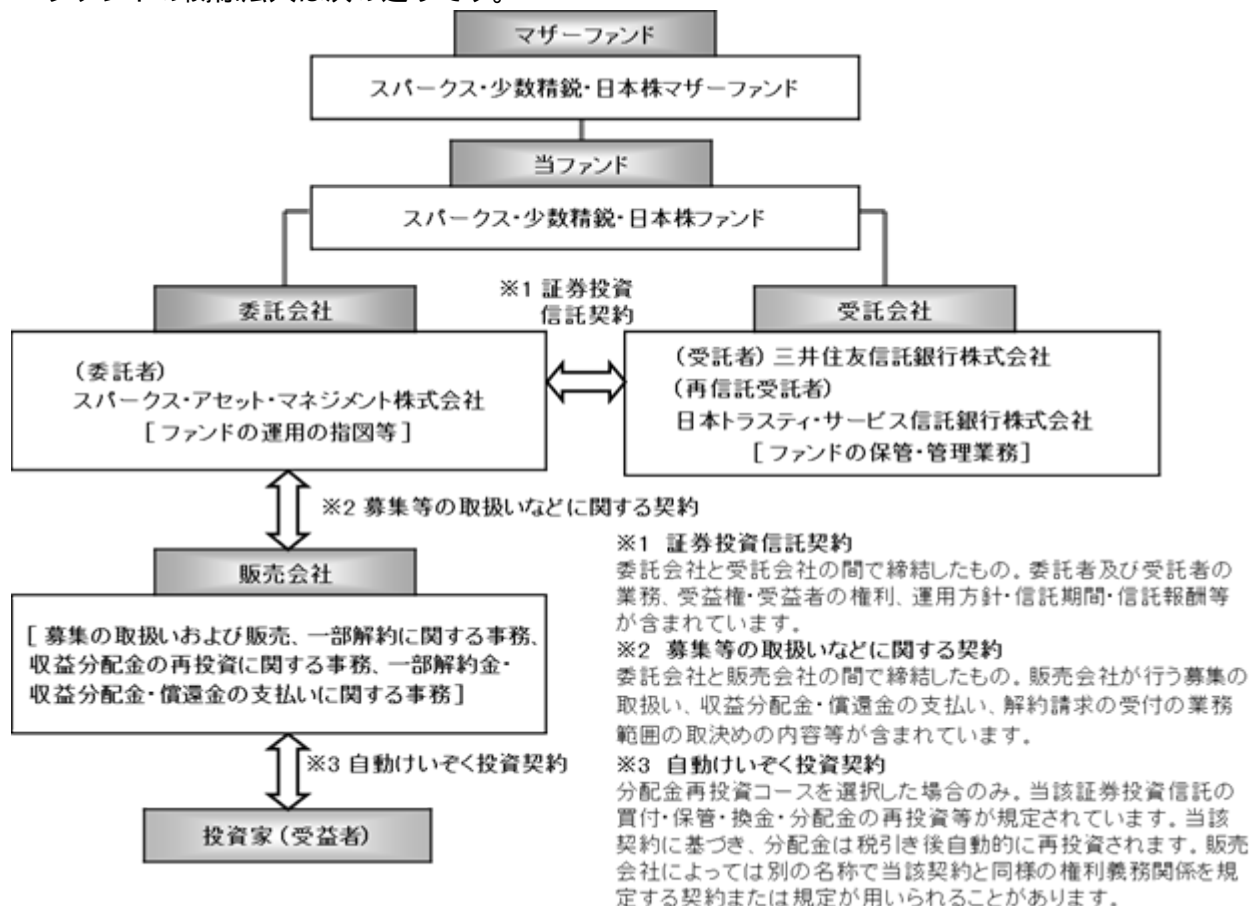 ファンドの関係法人は次の通りです。
マザーファンド
スパークス・少数精鋭・日本株マザーファンド
当ファンド
スパークス・少数精鋭・日本株ファンド
※1 証券投資
信託契約
委託会社
(委託者)
スパークス・アセット・マネジメント株式会社
[ファンドの運用の指図等]
受託会社
(受託者) 三井住友信託銀行株式会社
(再信託受託者)
日本トラスティ・サービス信託銀行株式会社
[ファンドの保管・管理業務]
※2 募集等の取扱いなどに関する契約
販売会社
[募集の取扱いおよび販売、一部解約に関する事務、
収益分配金の再投資に関する事務、一部解約金・
収益分配金・償還金の支払いに関する事務]
※3 自動けいぞく投資契約
投資家(受益者)
※1 証券投資信託契約
委託会社と受託会社の間で締結したもの。委託者及び受託者の
業務、受益権・受益者の権利、運用方針・信託期間・信託報酬等
が含まれています。
※2 募集等の取扱いなどに関する契約
委託会社と販売会社の間で締結したもの。販売会社が行う募集の
取扱い、収益分配金・償還金の支払い、解約請求の受付の業務
範囲の取決めの内容等が含まれています。
※3 自動けいぞく投資契約
分配金再投資コースを選択した場合のみ。当該証券投資信託の
買付・保管・換金・分配金の再投資等が規定されています。当該
契約に基づき、分配金は税引き後自動的に再投資されます。販売
会社によっては別の名称で当該契約と同様の権利義務関係を規
定する契約または規定が用いられることがあります。